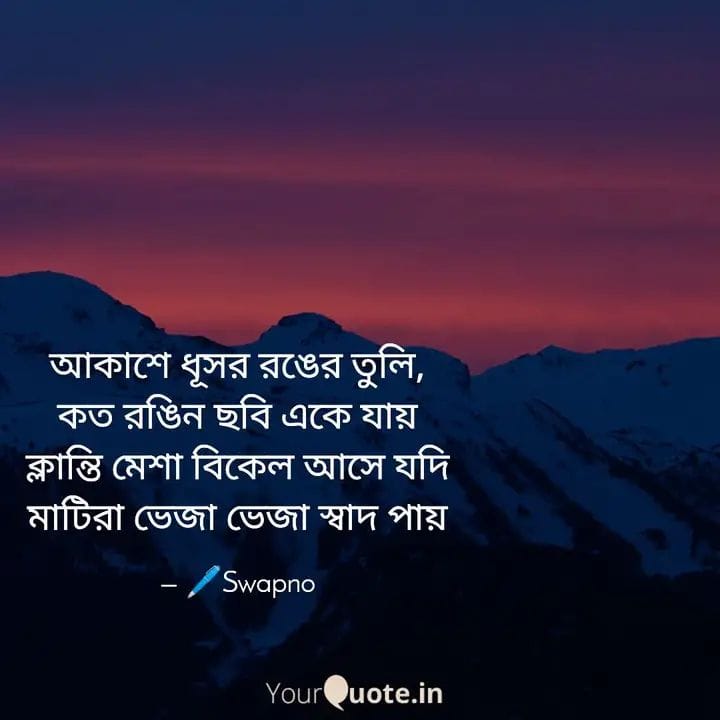 আকাশে ধূসর রঙের তুলি,
কত রঙিন ছবি একে যায়
ক্লান্তি মেশা বিকেল আসে যদি
মাটিরা ভেজা ভেজা স্বাদ পায়
– 🖊️Swapno
YourQuote.in